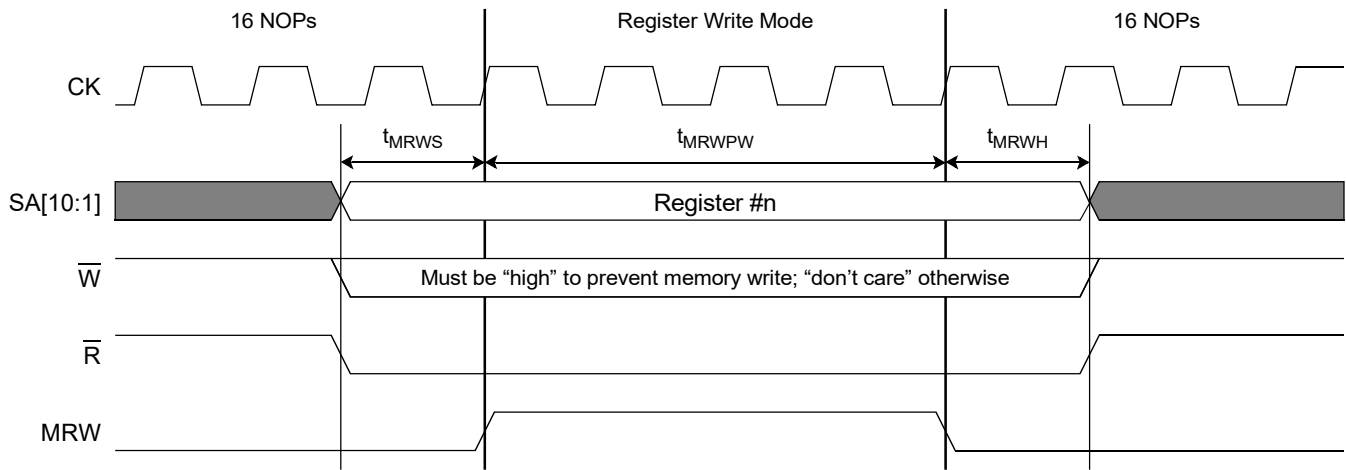 16 NOPs Register Write Mode 16 NOPs
CK
tMRWS tMRWPW tMRWH
SA[10:1] Register #n
W Must be “high” to prevent memory write; “don’t care” otherwise
R
MRW